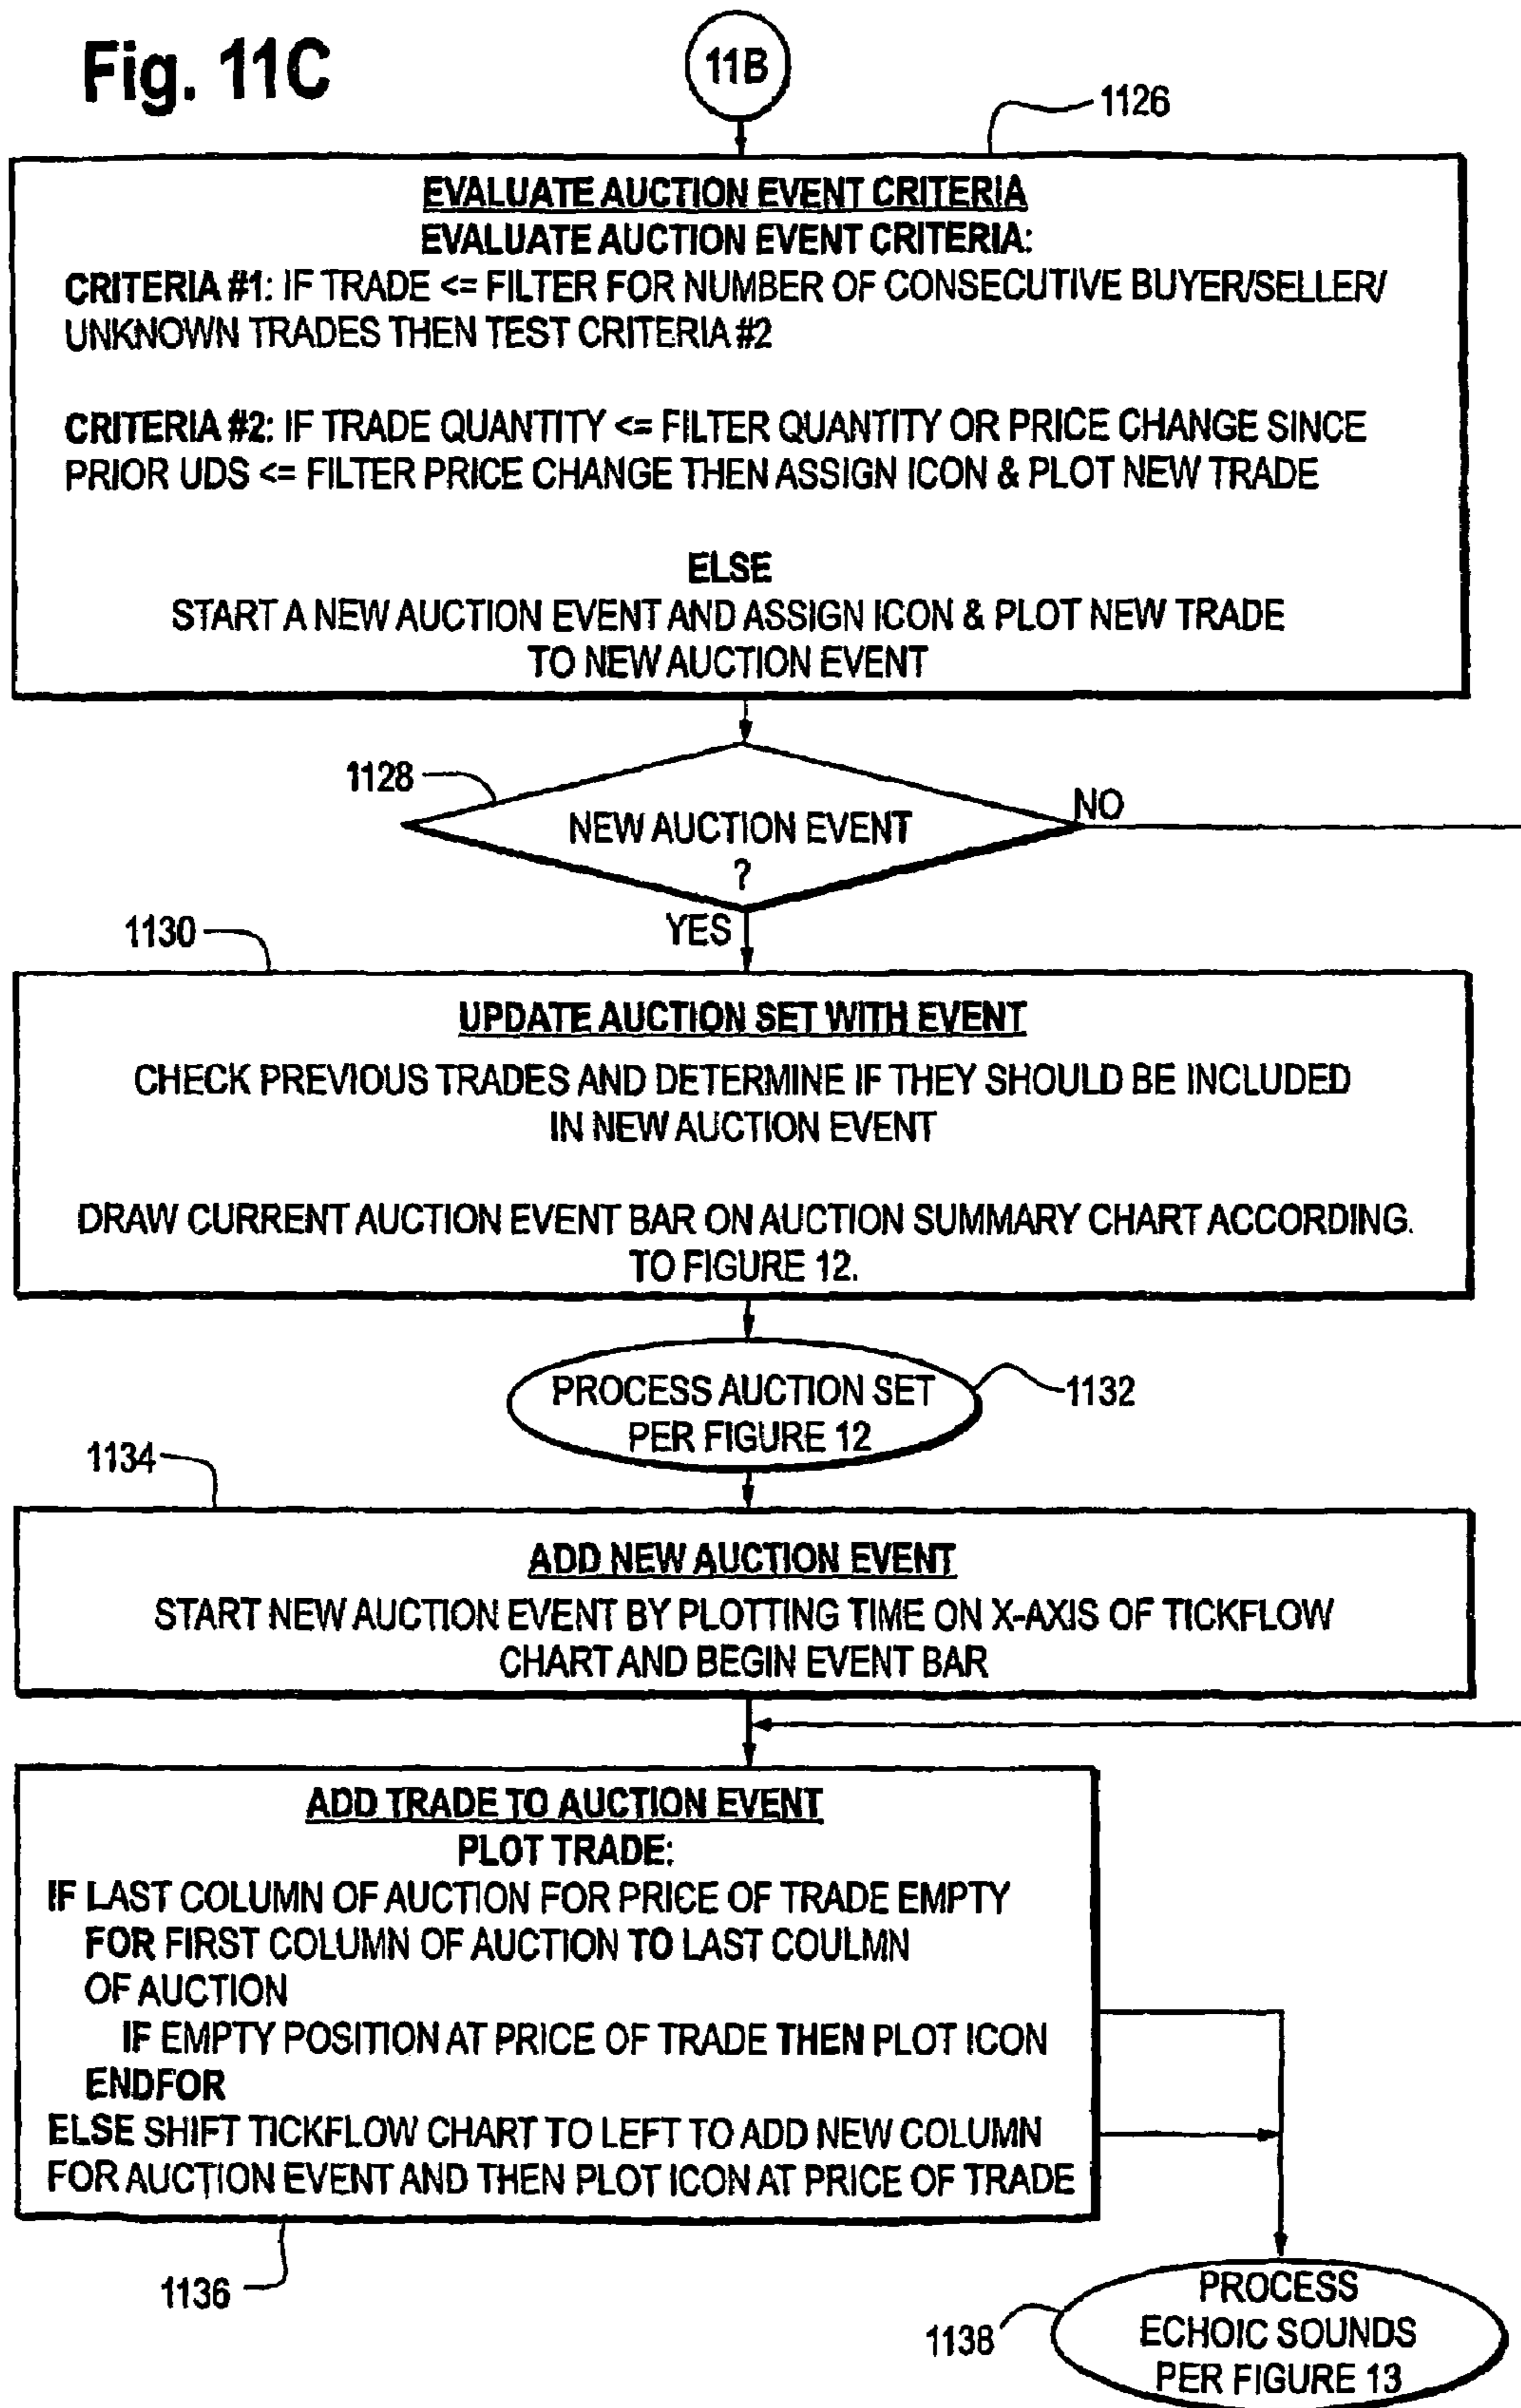 Fig. 11C
11B
1126
EVALUATE AUCTION EVENT CRITERIA
EVALUATE AUCTION EVENT CRITERIA:
CRITERIA #1: IF TRADE <= FILTER FOR NUMBER OF CONSECUTIVE BUYER/SELLER/
UNKNOWN TRADES THEN TEST CRITERIA #2
CRITERIA #2: IF TRADE QUANTITY <= FILTER QUANTITY OR PRICE CHANGE SINCE
PRIOR UDS <= FILTER PRICE CHANGE THEN ASSIGN ICON & PLOT NEW TRADE
ELSE
START A NEW AUCTION EVENT AND ASSIGN ICON & PLOT NEW TRADE
TO NEW AUCTION EVENT
1128
NEW AUCTION EVENT
?
NO
YES
1130
UPDATE AUCTION SET WITH EVENT
CHECK PREVIOUS TRADES AND DETERMINE IF THEY SHOULD BE INCLUDED
IN NEW AUCTION EVENT
DRAW CURRENT AUCTION EVENT BAR ON AUCTION SUMMARY CHART ACCORDING.
TO FIGURE 12.
PROCESS AUCTION SET
PER FIGURE 12
1132
1134
ADD NEW AUCTION EVENT
START NEW AUCTION EVENT BY PLOTTING TIME ON X-AXIS OF TICKFLOW
CHART AND BEGIN EVENT BAR
ADD TRADE TO AUCTION EVENT
PLOT TRADE:
IF LAST COLUMN OF AUCTION FOR PRICE OF TRADE EMPTY
FOR FIRST COLUMN OF AUCTION TO LAST COULMN
OF AUCTION
IF EMPTY POSITION AT PRICE OF TRADE THEN PLOT ICON
ENDFOR
ELSE SHIFT TICKFLOW CHART TO LEFT TO ADD NEW COLUMN
FOR AUCTION EVENT AND THEN PLOT ICON AT PRICE OF TRADE
1136
1138
PROCESS
ECHOIC SOUNDS
PER FIGURE 13